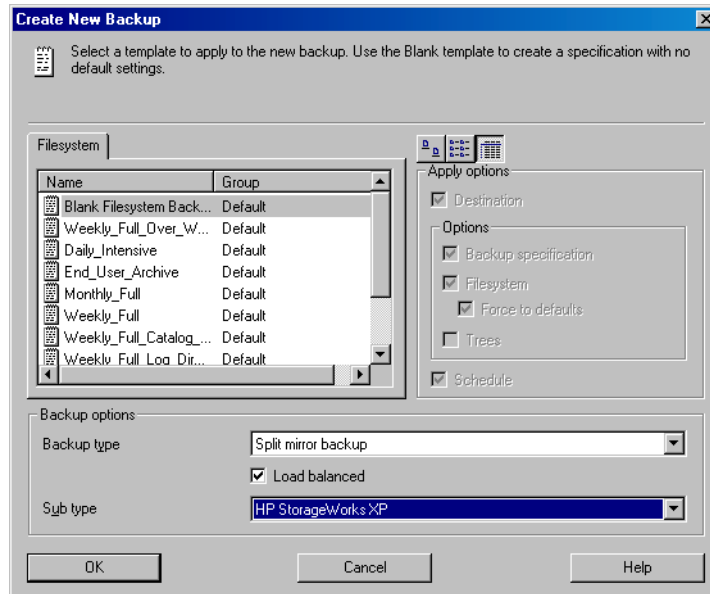 Create New Backup
Select a template to apply to the new backup. Use the Blank template to create a specification with no
default settings.
Filesystem
Name Group
Blank Filesystem Back... Default
Weekly_Full_Over_W... Default
Daily_Intensive Default
End_User_Archive Default
Monthly_Full Default
Weekly_Full Default
Weekly_Full_Catalog_... Default
Weekly_Full_Log_Dir... Default
Apply options
Destination
Options
Backup specification
Filesystem
Force to defaults
Trees
Schedule
Backup options
Backup type Split mirror backup
Load balanced
Sub type HP StorageWorks XP
OK Cancel Help